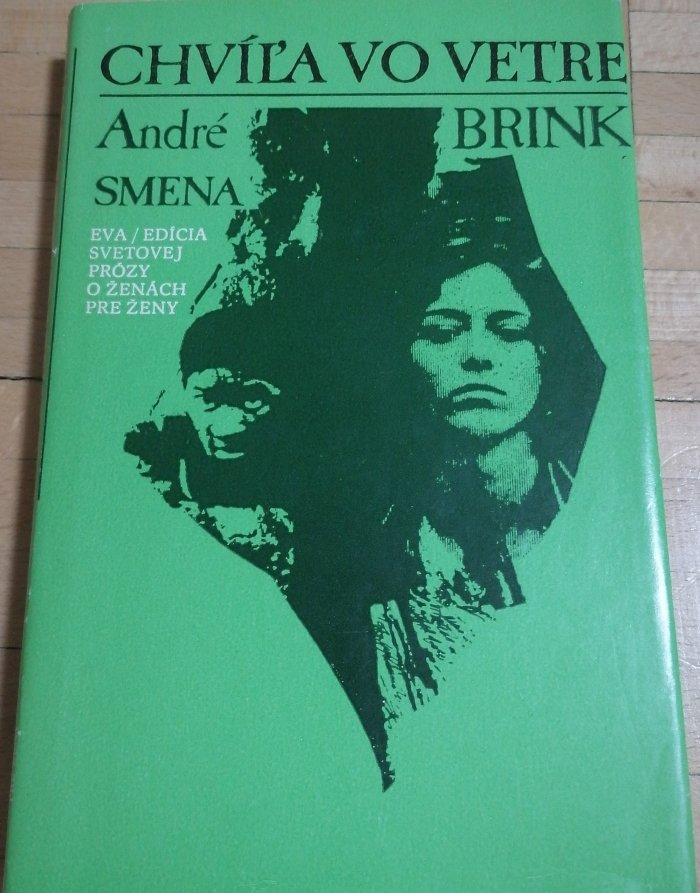 CHVÍĽA VO VETRE
André BRINK
SMENA
EVA / EDÍCIA
SVETOVEJ
PRÓZY
O ŽENÁCH
PRE ŽENY